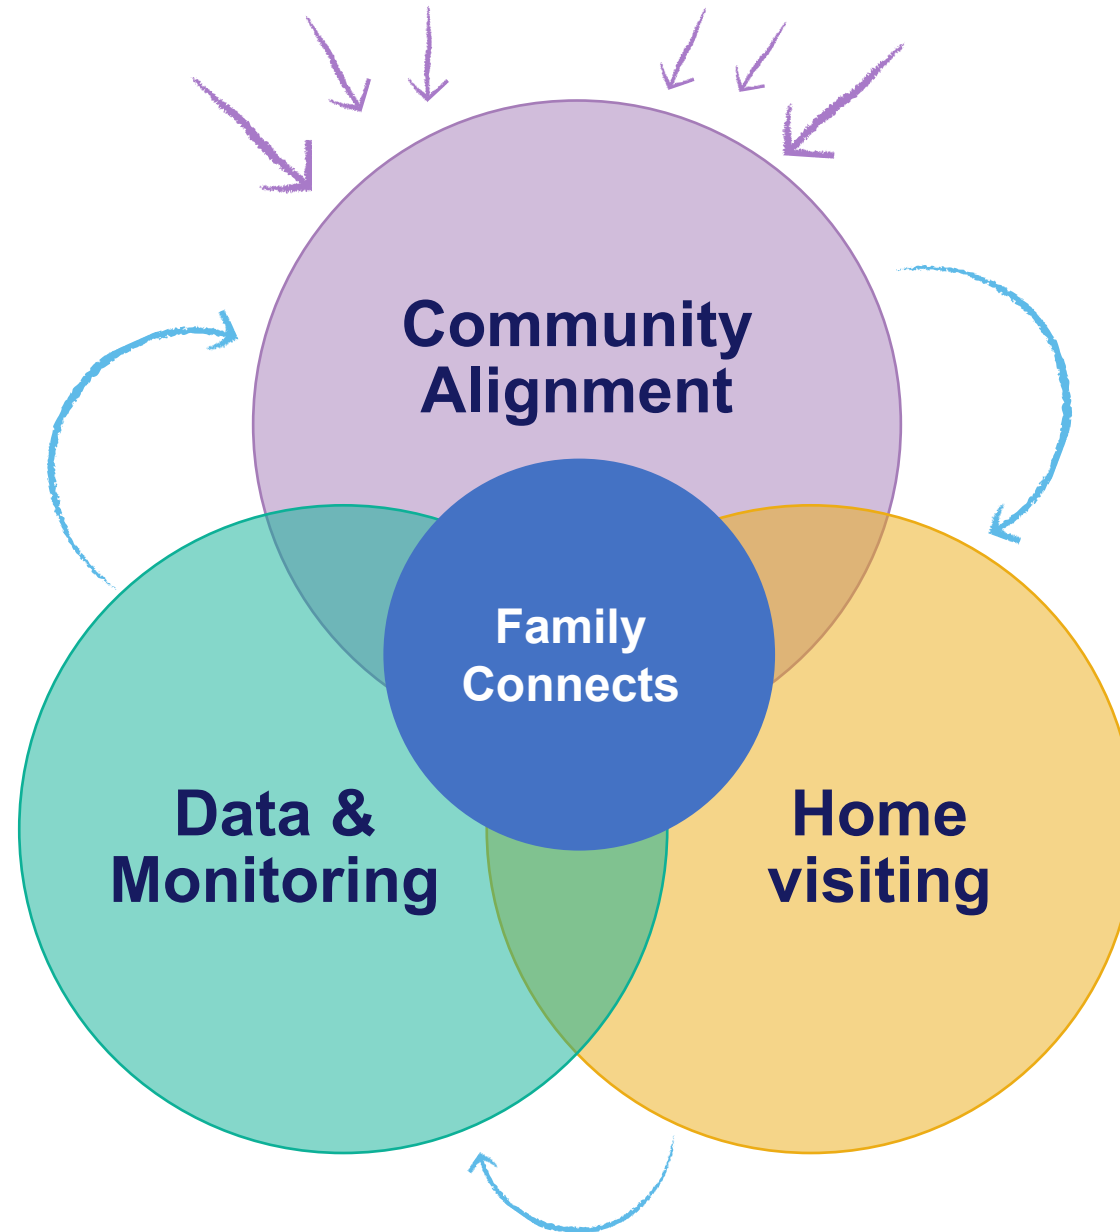 Community
Alignment
Family
Connects
Data &
Monitoring
Home
visiting